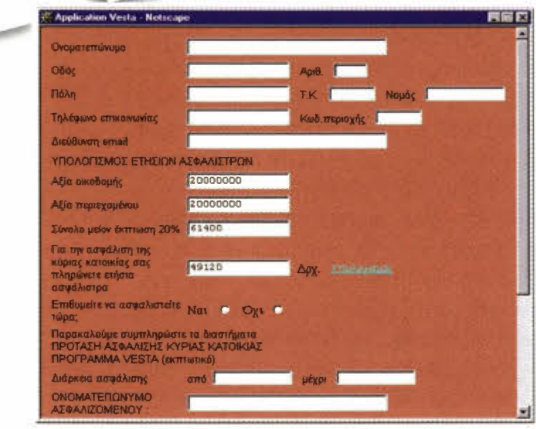 Application Vesta - Netscape
Ονοματεπώνυμο
Οδός Αριθ.
Πόλη Τ.Κ. Νομός
Τηλέφωνο επικοινωνίας Κωδ.περιοχής
Διεύθυνση email
ΥΠΟΛΟΓΙΣΜΟΣ ΕΤΗΣΙΩΝ ΑΣΦΑΛΙΣΤΡΩΝ
Αξία οικοδομής 20000000
Αξία περιεχομένου 20000000
Σύνολο μείον έκπτωση 20% 61400
Για την ασφάλιση της
κύριας κατοικίας σας
πληρώνετε ετήσια
ασφάλιστρα
49120 Δρχ.
Επιθυμείτε να ασφαλιστείτε
τώρα; Ναι Όχι
Παρακαλούμε συμπληρώστε τα διαστήματα
ΠΡΟΤΑΣΗ ΑΣΦΑΛΙΣΗΣ ΚΥΡΙΑΣ ΚΑΤΟΙΚΙΑΣ
ΠΡΟΓΡΑΜΜΑ VESTA (εκπτωτικό)
Διάρκεια ασφάλισης από μέχρι
ΟΝΟΜΑΤΕΠΩΝΥΜΟ
ΑΣΦΑΛΙΖΟΜΕΝΟΥ :